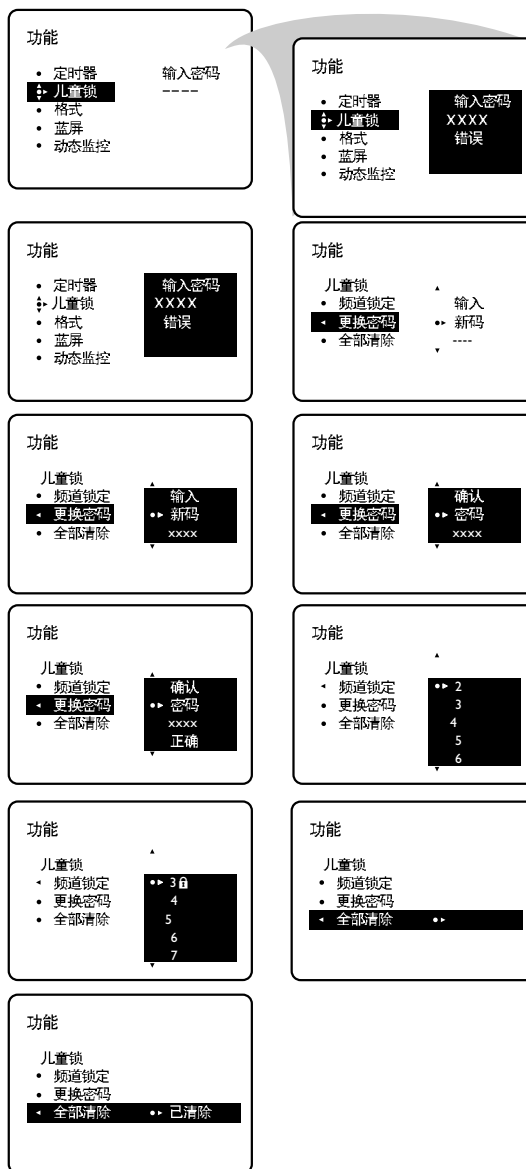 功能
定时器 输入密码
儿童锁 ----
格式
蓝屏
动态监控
功能
定时器 输入密码
儿童锁 XXXX
格式 错误
蓝屏
动态监控
功能
定时器 输入密码
儿童锁 XXXX
格式 错误
蓝屏
动态监控
功能
儿童锁
频道锁定 输入
更换密码 新码
全部清除 ----
功能
儿童锁
频道锁定 输入
更换密码 新码
全部清除 xxxx
功能
儿童锁
频道锁定 确认
更换密码 密码
全部清除 xxxx
功能
儿童锁
频道锁定 确认
更换密码 密码
全部清除 xxxx
正确
功能
儿童锁
频道锁定 2
更换密码 3
全部清除 4
5
6
功能
儿童锁
频道锁定 3
更换密码 4
全部清除 5
6
7
功能
儿童锁
频道锁定
更换密码
全部清除
功能
儿童锁
频道锁定
更换密码
全部清除 已清除